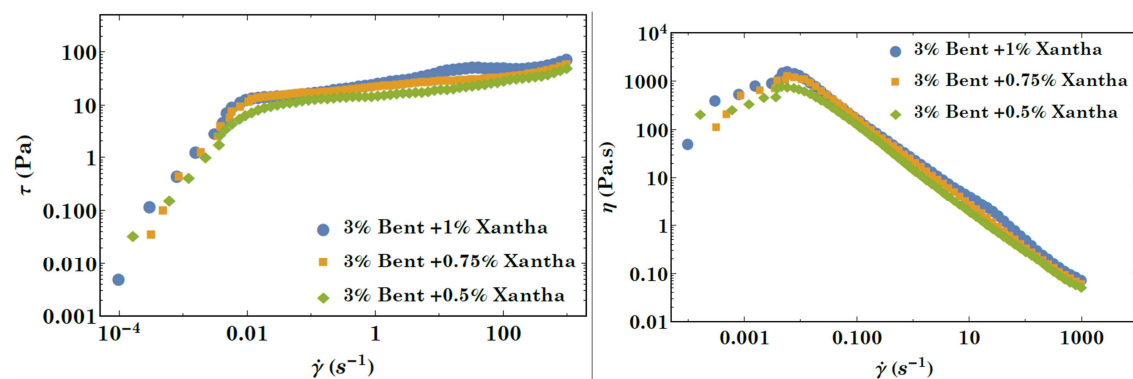 100
10
1
0.100
0.010
0.001
τ (Pa)
3% Bent +1% Xantha
3% Bent +0.75% Xantha
3% Bent +0.5% Xantha
10⁻⁴ 0.01 1 100
γ̇ (s⁻¹)
10⁴
1000
100
10
1
0.10
0.01
η (Pa.s)
3% Bent +1% Xantha
3% Bent +0.75% Xantha
3% Bent +0.5% Xantha
0.001 0.100 10 1000
γ̇ (s⁻¹)